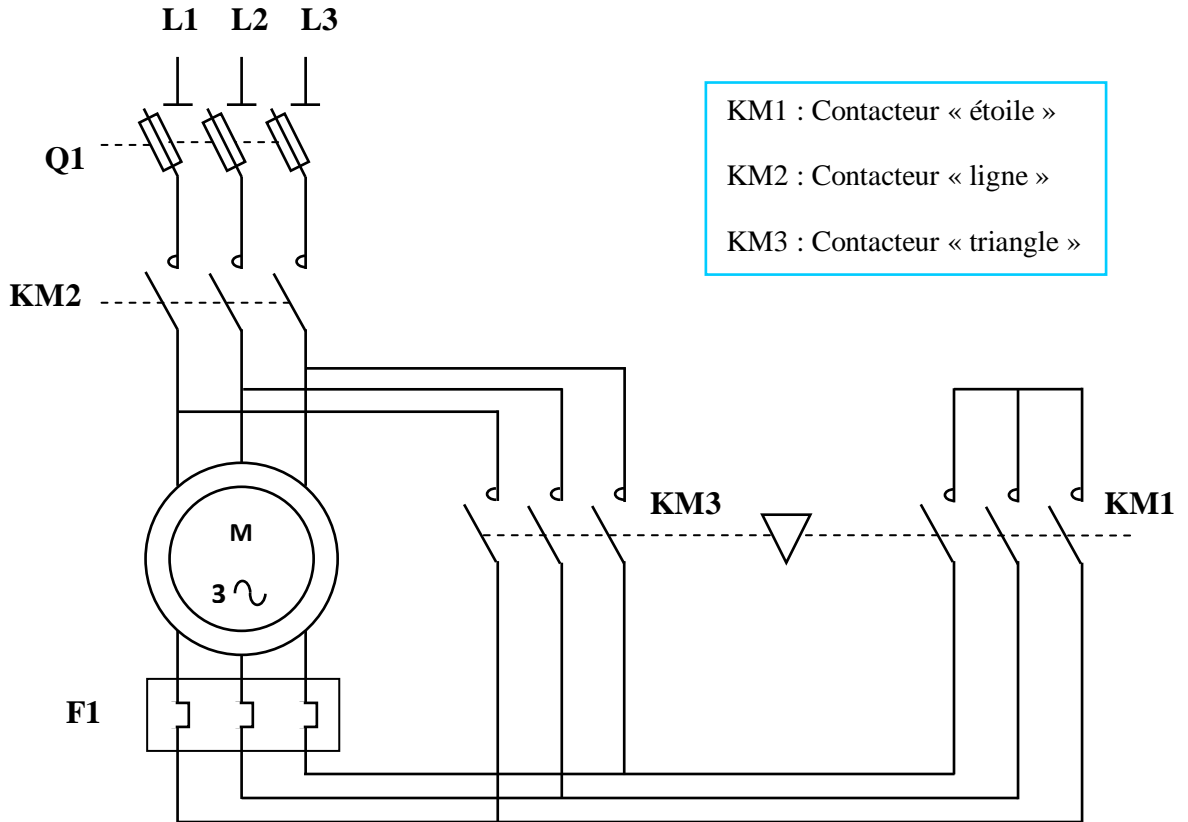 L1 L2 L3
KM1 : Contacteur « étoile »
Q1
KM2 : Contacteur « ligne »
KM3 : Contacteur « triangle »
KM2
KM3
KM1
M
3
F1